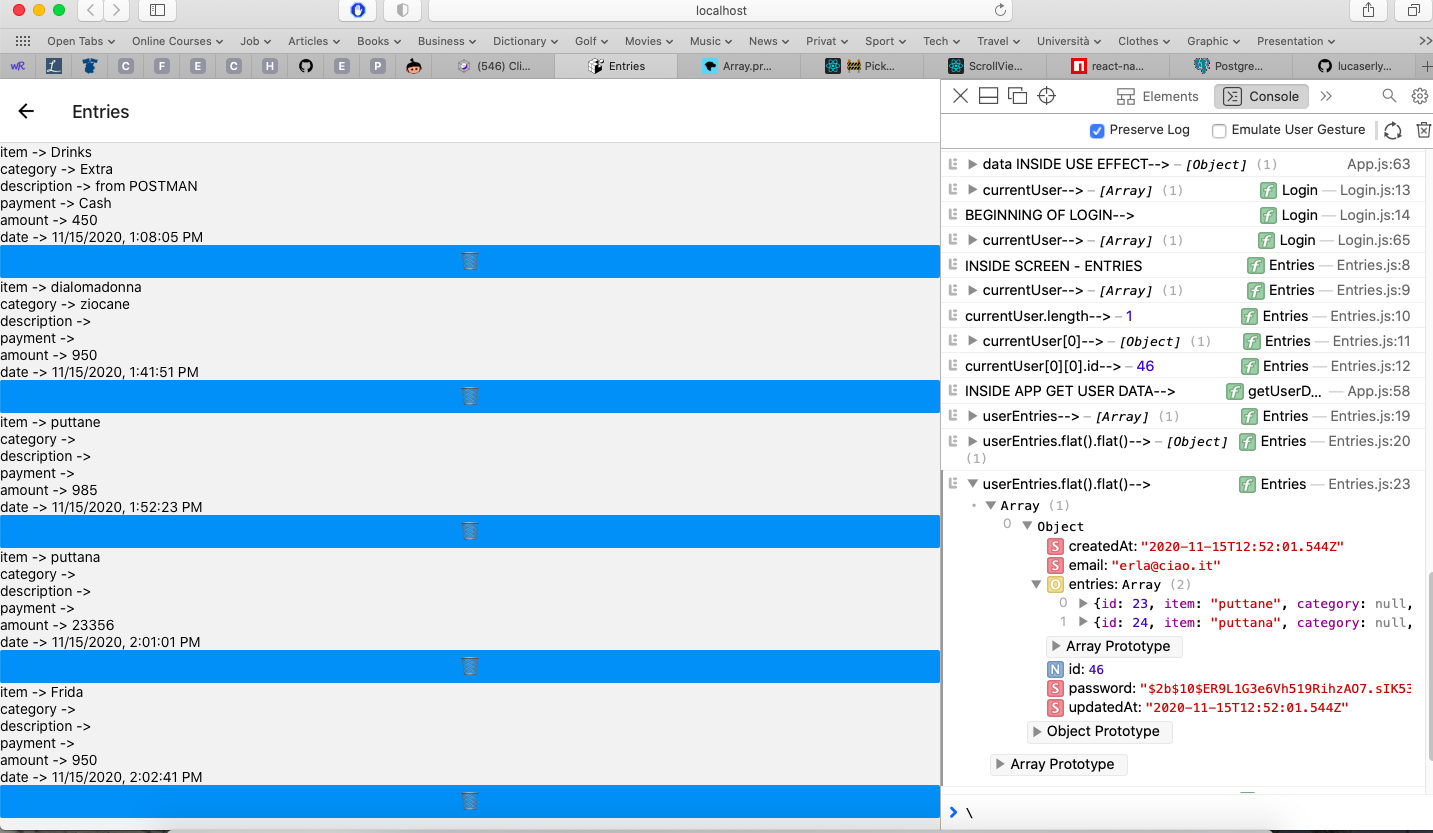 localhost
Open Tabs Online Courses Job Articles Books Business Dictionary Golf Movies Music News Privat Sport Tech Travel Università Clothes Graphic Presentation
wR L C F E C H E P (546) Cli... Entries Array.pr... Pick... ScrollVie... react-na... Postgre... lucaserly...
Entries
item -> Drinks
category -> Extra
description -> from POSTMAN
payment -> Cash
amount -> 450
date -> 11/15/2020, 1:08:05 PM
item -> dialomadonna
category -> ziocane
description ->
payment ->
amount -> 950
date -> 11/15/2020, 1:41:51 PM
item -> puttane
category ->
description ->
payment ->
amount -> 985
date -> 11/15/2020, 1:52:23 PM
item -> puttana
category ->
description ->
payment ->
amount -> 23356
date -> 11/15/2020, 2:01:01 PM
item -> Frida
category ->
description ->
payment ->
amount -> 950
date -> 11/15/2020, 2:02:41 PM
Elements Console
Preserve Log Emulate User Gesture
data INSIDE USE EFFECT--> – [Object] (1) App.js:63
currentUser--> – [Array] (1) f Login — Login.js:13
BEGINNING OF LOGIN--> f Login — Login.js:14
currentUser--> – [Array] (1) f Login — Login.js:65
INSIDE SCREEN - ENTRIES f Entries — Entries.js:8
currentUser--> – [Array] (1) f Entries — Entries.js:9
currentUser.length--> – 1 f Entries — Entries.js:10
currentUser[0]--> – [Object] (1) f Entries — Entries.js:11
currentUser[0][0].id--> – 46 f Entries — Entries.js:12
INSIDE APP GET USER DATA--> f getUserD... — App.js:58
userEntries--> – [Array] (1) f Entries — Entries.js:19
userEntries.flat().flat()--> – [Object] f Entries — Entries.js:20
(1)
userEntries.flat().flat()--> f Entries — Entries.js:23
Array (1)
0 Object
S createdAt: "2020-11-15T12:52:01.544Z"
S email: "erla@ciao.it"
O entries: Array (2)
0 {id: 23, item: "puttane", category: null,
1 {id: 24, item: "puttana", category: null,
Array Prototype
N id: 46
S password: "$2b$10$ER9L1G3e6Vh519RihzAO7.sIK53
S updatedAt: "2020-11-15T12:52:01.544Z"
Object Prototype
Array Prototype
\